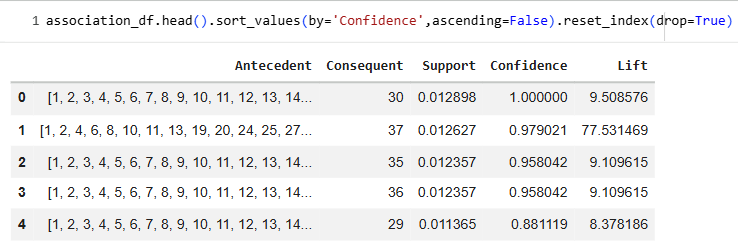 1 association_df.head().sort_values(by='Confidence',ascending=False).reset_index(drop=True)
Antecedent Consequent Support Confidence Lift
0 [1, 2, 3, 4, 5, 6, 7, 8, 9, 10, 11, 12, 13, 14... 30 0.012898 1.000000 9.508576
1 [1, 2, 4, 6, 8, 10, 11, 13, 19, 20, 24, 25, 27... 37 0.012627 0.979021 77.531469
2 [1, 2, 3, 4, 5, 6, 7, 8, 9, 10, 11, 12, 13, 14... 35 0.012357 0.958042 9.109615
3 [1, 2, 3, 4, 5, 6, 7, 8, 9, 10, 11, 12, 13, 14... 36 0.012357 0.958042 9.109615
4 [1, 2, 3, 4, 5, 6, 7, 8, 9, 10, 11, 12, 13, 14... 29 0.011365 0.881119 8.378186